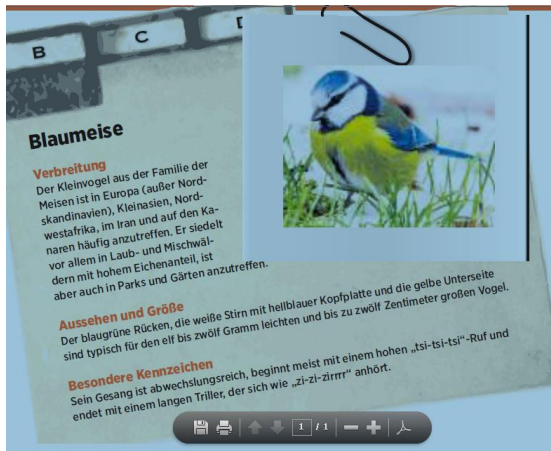 B
C
Blaumeise
Verbreitung
Der Kleinvogel aus der Familie der
Meisen ist in Europa (außer Nord-
skandinavien), Kleinasien, Nord-
westafrika, im Iran und auf den Ka-
naren häufig anzutreffen. Er siedelt
vor allem in Laub- und Mischwäl-
dern mit hohem Eichenanteil, ist
aber auch in Parks und Gärten anzutreffen.
Aussehen und Größe
Der blaugrüne Rücken, die weiße Stirn mit hellblauer Kopfplatte und die gelbe Unterseite
sind typisch für den elf bis zwölf Gramm leichten und bis zu zwölf Zentimeter großen Vogel.
Besondere Kennzeichen
Sein Gesang ist abwechslungsreich, beginnt meist mit einem hohen „tsi-tsi-tsi“-Ruf und
endet mit einem langen Triller, der sich wie „zi-zi-zirrrr“ anhört.
1 / 1